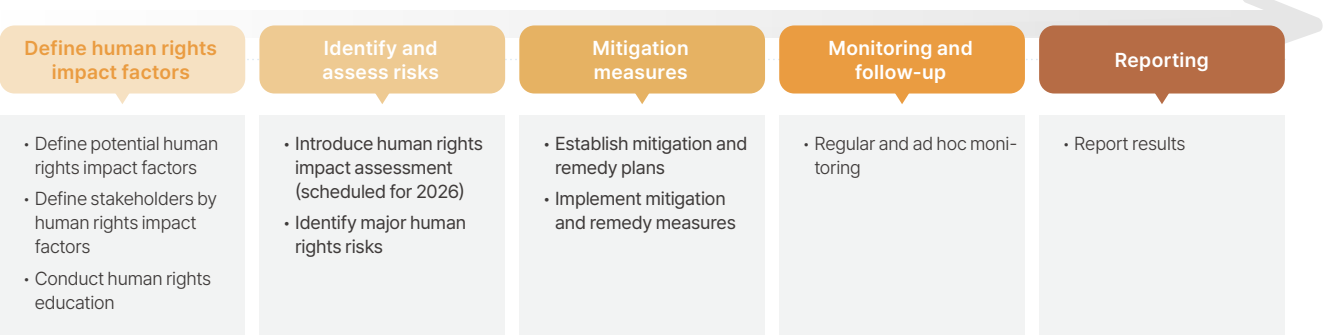 Define human rights
impact factors
• Define potential human
rights impact factors
• Define stakeholders by
human rights impact
factors
• Conduct human rights
education
Identify and
assess risks
• Introduce human rights
impact assessment
(scheduled for 2026)
• Identify major human
rights risks
Mitigation
measures
• Establish mitigation and
remedy plans
• Implement mitigation
and remedy measures
Monitoring and
follow-up
• Regular and ad hoc moni-
toring
Reporting
• Report results